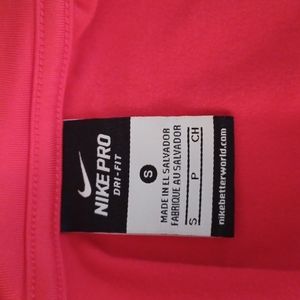 NIKE PRO
DRI-FIT
S
MADE IN EL SALVADOR
FABRIQUE AU SALVADOR
S P CH
nikebetterworld.com